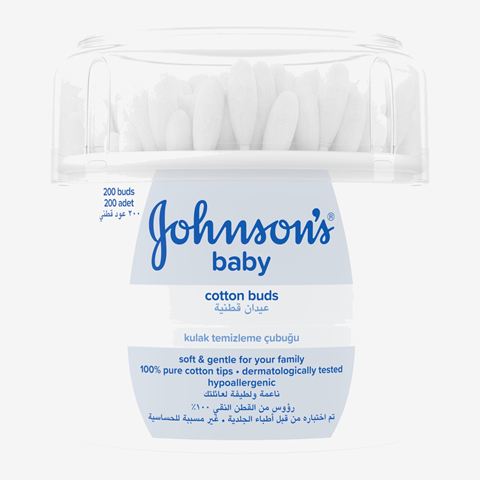 200 buds
200 adet
٢٠٠ عود قطني
Johnson's®
baby
cotton buds
عيدان قطنية
kulak temizleme çubuğu
soft & gentle for your family
100% pure cotton tips • dermatologically tested
hypoallergenic
ناعمة ولطيفة لعائلتك
رؤوس من القطن النقي ١٠٠٪
تم اختباره من قبل أطباء الجلدية • غير مسببة للحساسية